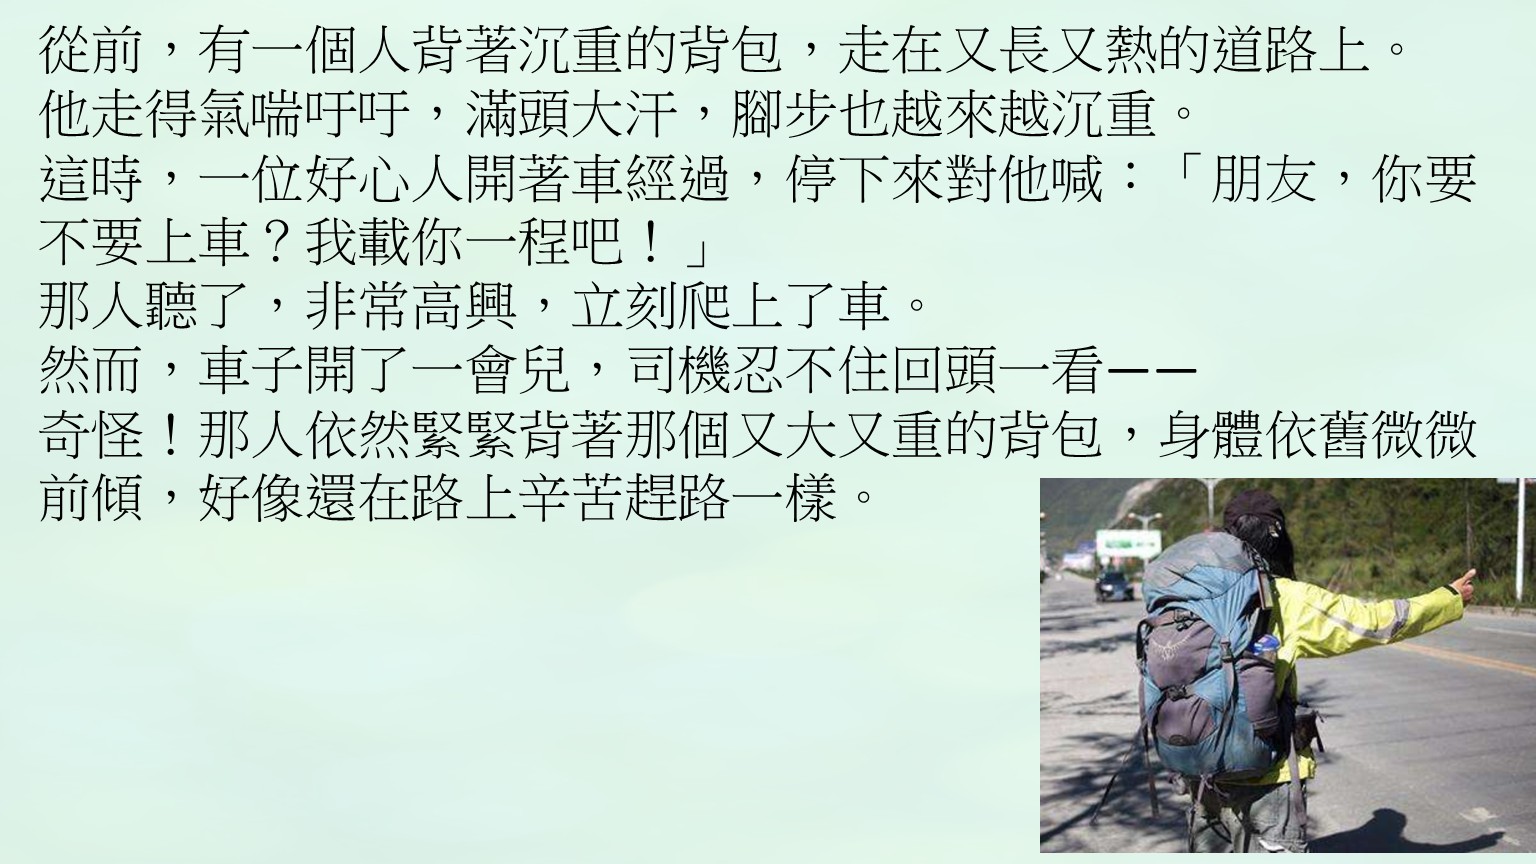 從前，有一個人背著沉重的背包，走在又長又熱的道路上。
他走得氣喘吁吁，滿頭大汗，腳步也越來越沉重。
這時，一位好心人開著車經過，停下來對他喊：「朋友，你要
不要上車？我載你一程吧！」
那人聽了，非常高興，立刻爬上了車。
然而，車子開了一會兒，司機忍不住回頭一看——
奇怪！那人依然緊緊背著那個又大又重的背包，身體依舊微微
前傾，好像還在路上辛苦趕路一樣。